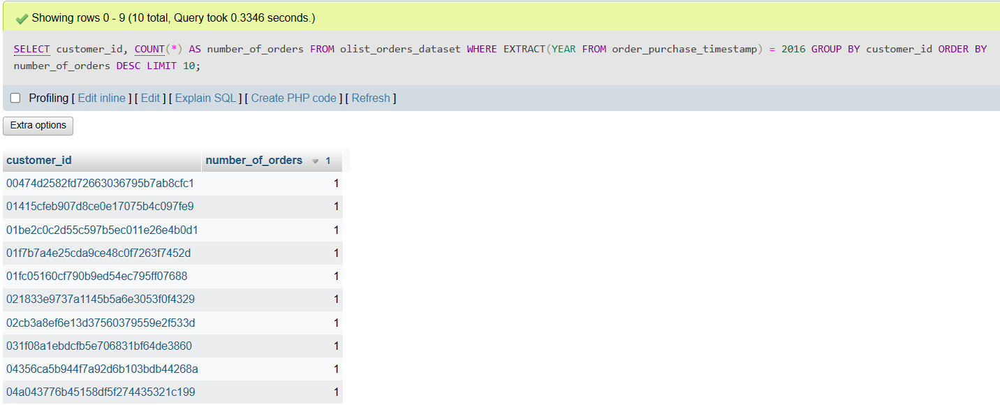 Showing rows 0 - 9 (10 total, Query took 0.3346 seconds.)
SELECT customer_id, COUNT(*) AS number_of_orders FROM olist_orders_dataset WHERE EXTRACT(YEAR FROM order_purchase_timestamp) = 2016 GROUP BY customer_id ORDER BY
number_of_orders DESC LIMIT 10;
Profiling [ Edit inline ] [ Edit ] [ Explain SQL ] [ Create PHP code ] [ Refresh ]
Extra options
customer_id number_of_orders 1
00474d2582fd72663036795b7ab8cfc1 1
01415cfeb907d8ce0e17075b4c097fe9 1
01be2c0c2d55c597b5ec011e26e4b0d1 1
01f7b7a4e25cda9ce48c0f7263f7452d 1
01fc05160cf790b9ed54ec795ff07688 1
021833e9737a1145b5a6e3053f0f4329 1
02cb3a8ef6e13d37560379559e2f533d 1
031f08a1ebdcfb5e706831bf64de3860 1
04356ca5b944f7a92d6b103bdb44268a 1
04a043776b45158df5f274435321c199 1